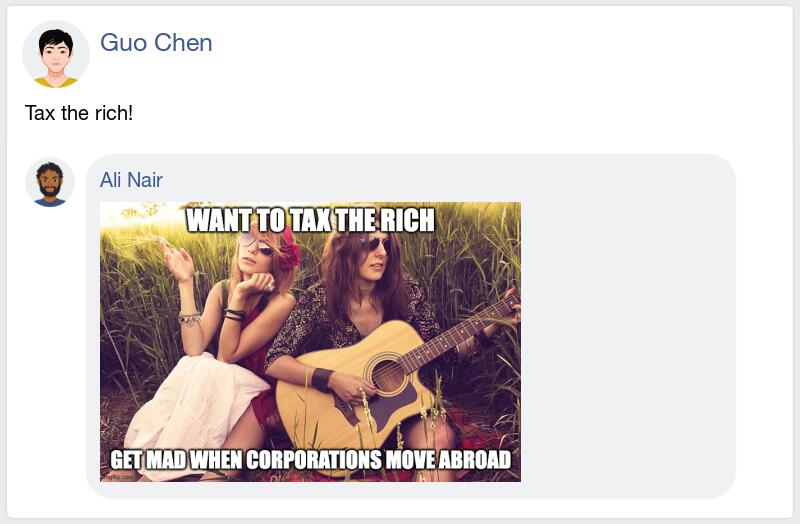 Guo Chen
Tax the rich!
Ali Nair
WANT TO TAX THE RICH
GET MAD WHEN CORPORATIONS MOVE ABROAD
imgflip.com